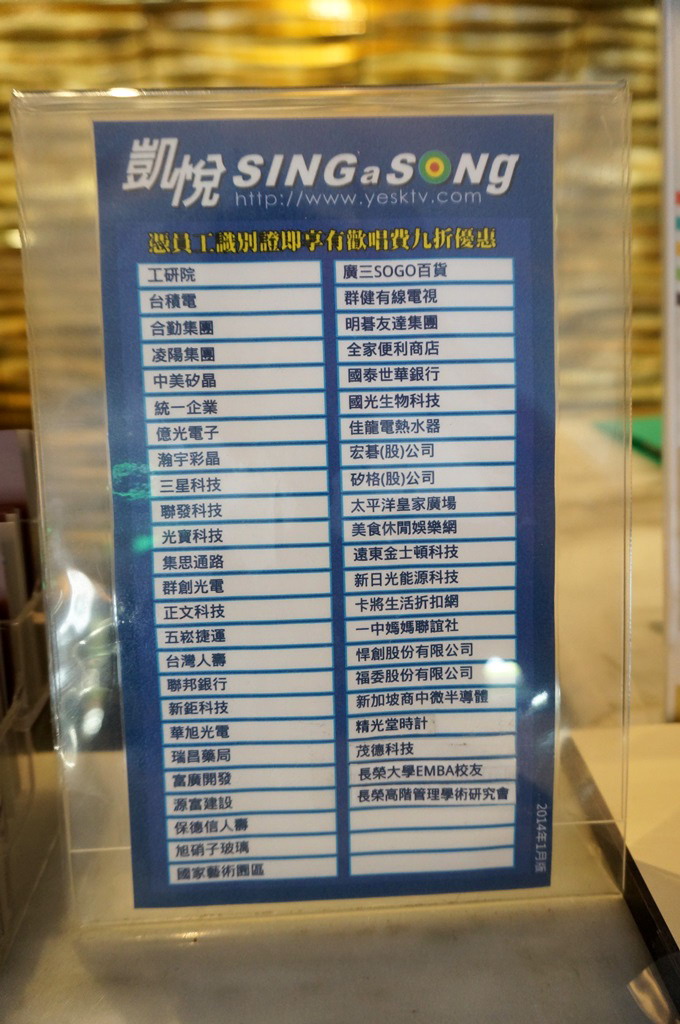 凱悅 SING a SONg
http://www.yesktv.com
憑員工識別證即享有歡唱費九折優惠
工研院
台積電
合勤集團
凌陽集團
中美矽晶
統一企業
億光電子
瀚宇彩晶
三星科技
聯發科技
光寶科技
集思通路
群創光電
正文科技
五崧捷運
台灣人壽
聯邦銀行
新鉅科技
華旭光電
瑞昌藥局
富廣開發
源富建設
保德信人壽
旭硝子玻璃
國家藝術園區
廣三SOGO百貨
群健有線電視
明碁友達集團
全家便利商店
國泰世華銀行
國光生物科技
佳龍電熱水器
宏碁(股)公司
矽格(股)公司
太平洋皇家廣場
美食休閒娛樂網
遠東金士頓科技
新日光能源科技
卡將生活折扣網
一中媽媽聯誼社
悍創股份有限公司
福委股份有限公司
新加坡商中微半導體
精光堂時計
茂德科技
長榮大學EMBA校友
長榮高階管理學術研究會
2014年1月版